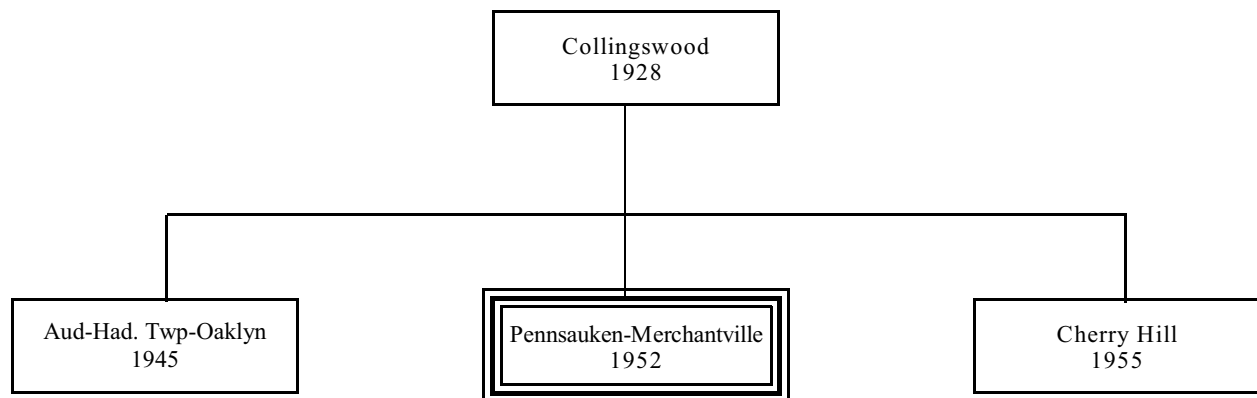 Collingswood
1928
Aud-Had. Twp-Oaklyn
1945
Pennsauken-Merchantville
1952
Cherry Hill
1955